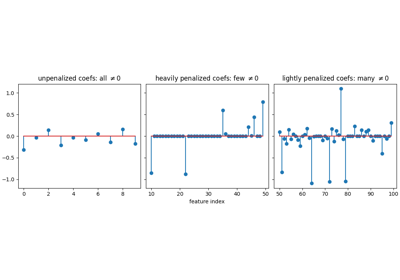 unpenalized coefs: all ≠0
heavily penalized coefs: few ≠0
lightly penalized coefs: many ≠0
1.0
0.5
0.0
−0.5
−1.0
0 2 4 6 8
10 20 30 40 50
50 60 70 80 90 100
feature index